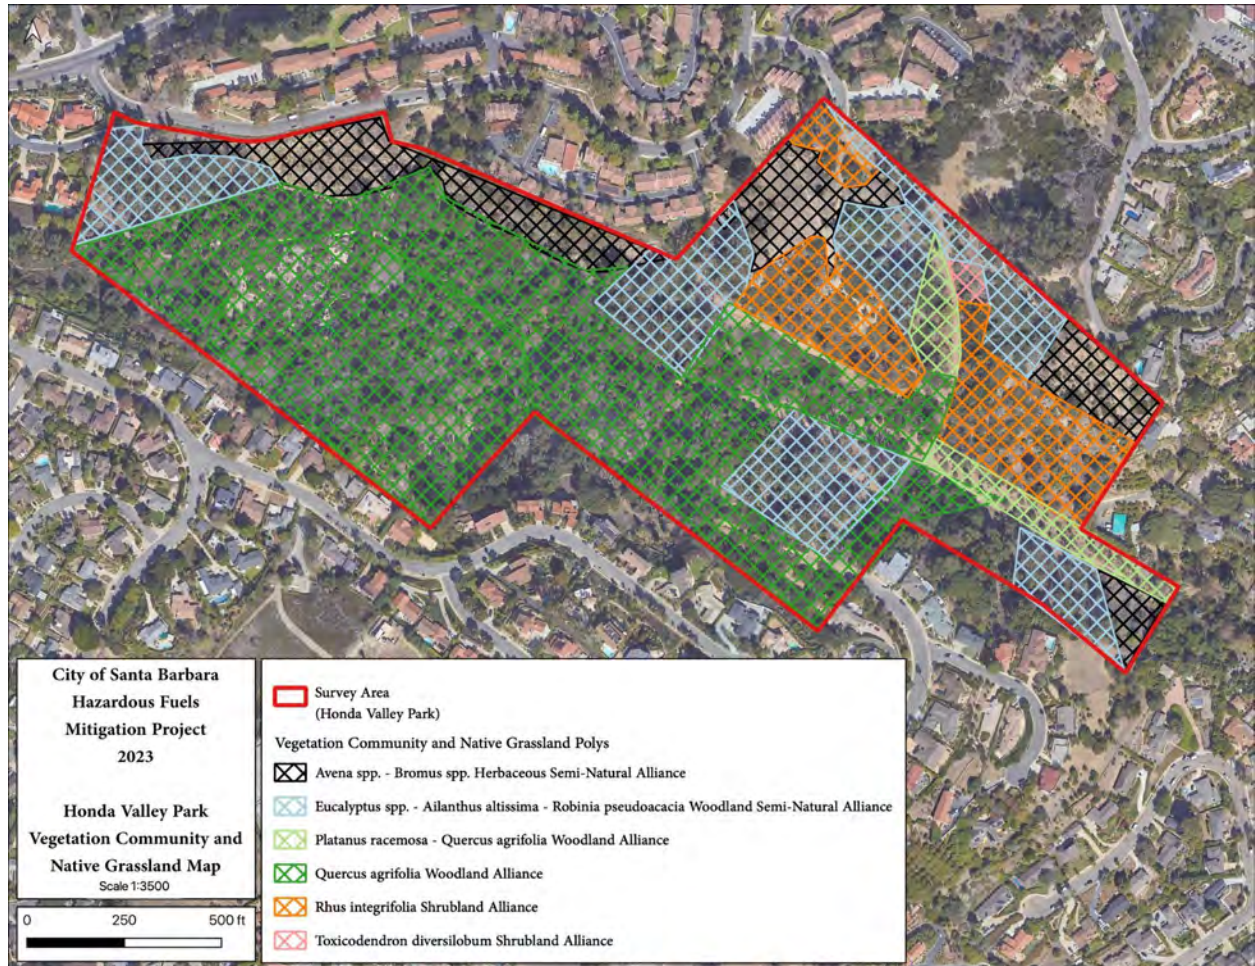 City of Santa Barbara
Hazardous Fuels
Mitigation Project
2023
Honda Valley Park
Vegetation Community and
Native Grassland Map
Scale 1:3500
0 250 500 ft
Survey Area
(Honda Valley Park)
Vegetation Community and Native Grassland Polys
Avena spp. - Bromus spp. Herbaceous Semi-Natural Alliance
Eucalyptus spp. - Ailanthus altissima - Robinia pseudoacacia Woodland Semi-Natural Alliance
Platanus racemosa - Quercus agrifolia Woodland Alliance
Quercus agrifolia Woodland Alliance
Rhus integrifolia Shrubland Alliance
Toxicodendron diversilobum Shrubland Alliance